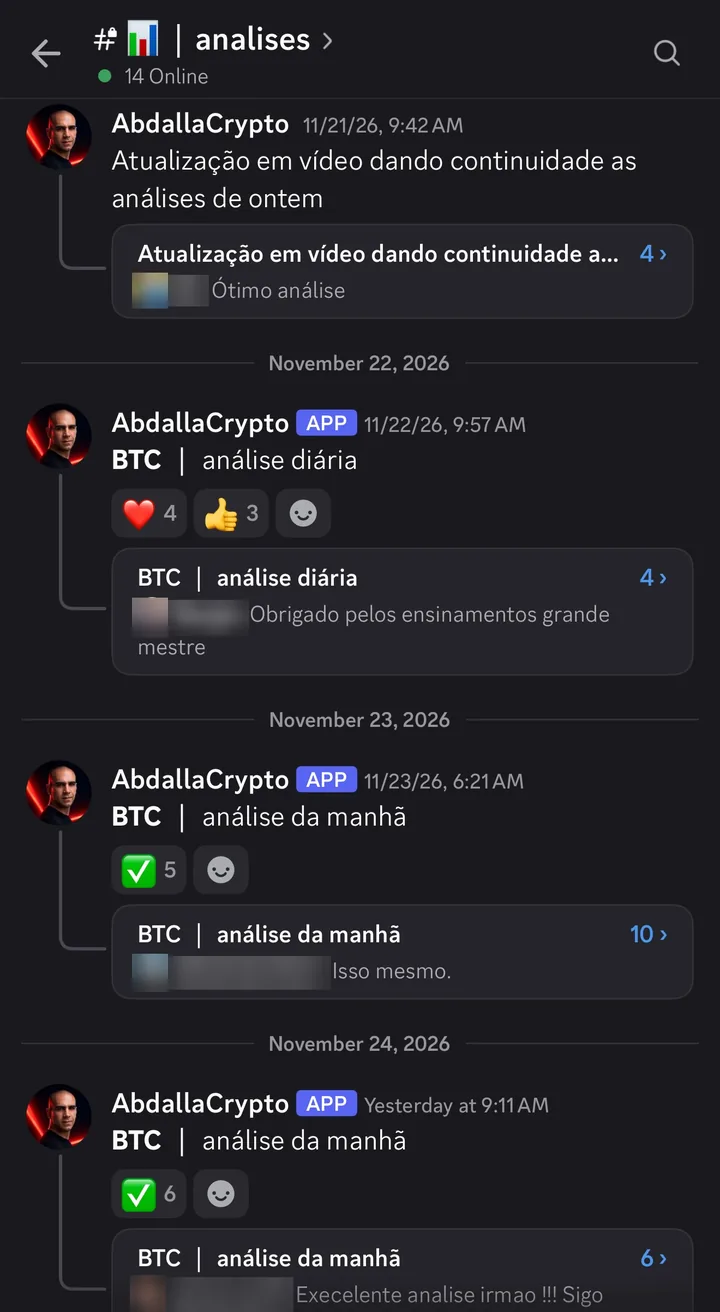 # | analises ›
14 Online
AbdallaCrypto 11/21/26, 9:42 AM
Atualização em vídeo dando continuidade as
análises de ontem
Atualização em vídeo dando continuidade a... 4 ›
Ótimo análise
November 22, 2026
AbdallaCrypto APP 11/22/26, 9:57 AM
BTC | análise diária
4 3
BTC | análise diária 4 ›
Obrigado pelos ensinamentos grande
mestre
November 23, 2026
AbdallaCrypto APP 11/23/26, 6:21 AM
BTC | análise da manhã
5
BTC | análise da manhã 10 ›
Isso mesmo.
November 24, 2026
AbdallaCrypto APP Yesterday at 9:11 AM
BTC | análise da manhã
6
BTC | análise da manhã 6 ›
Execelente analise irmao !!! Sigo